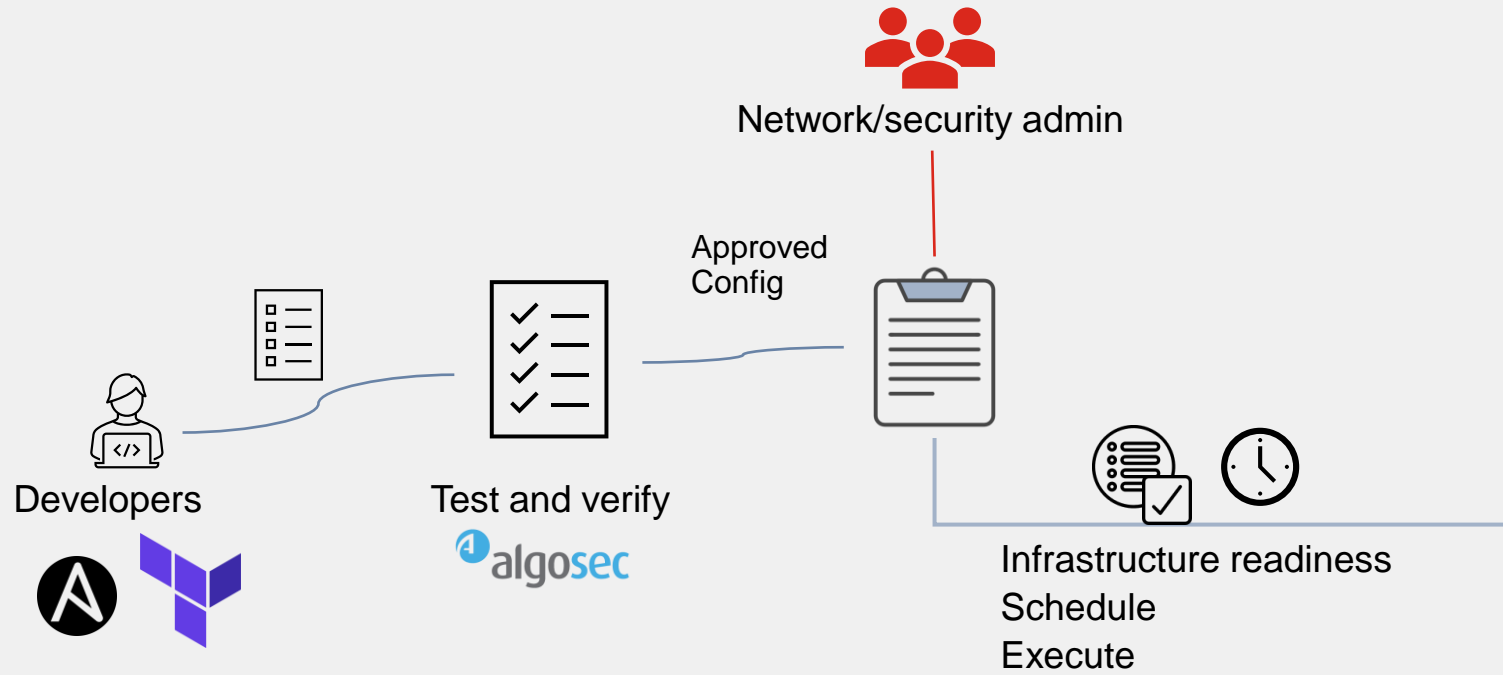 Network/security admin
Approved
Config
</>
Developers
Test and verify
algosec
Infrastructure readiness
Schedule
Execute